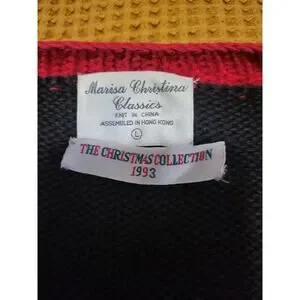 Marisa Christina
Classics
KNIT IN CHINA
ASSEMBLED IN HONG KONG
L
THE CHRISTMAS COLLECTION
1993